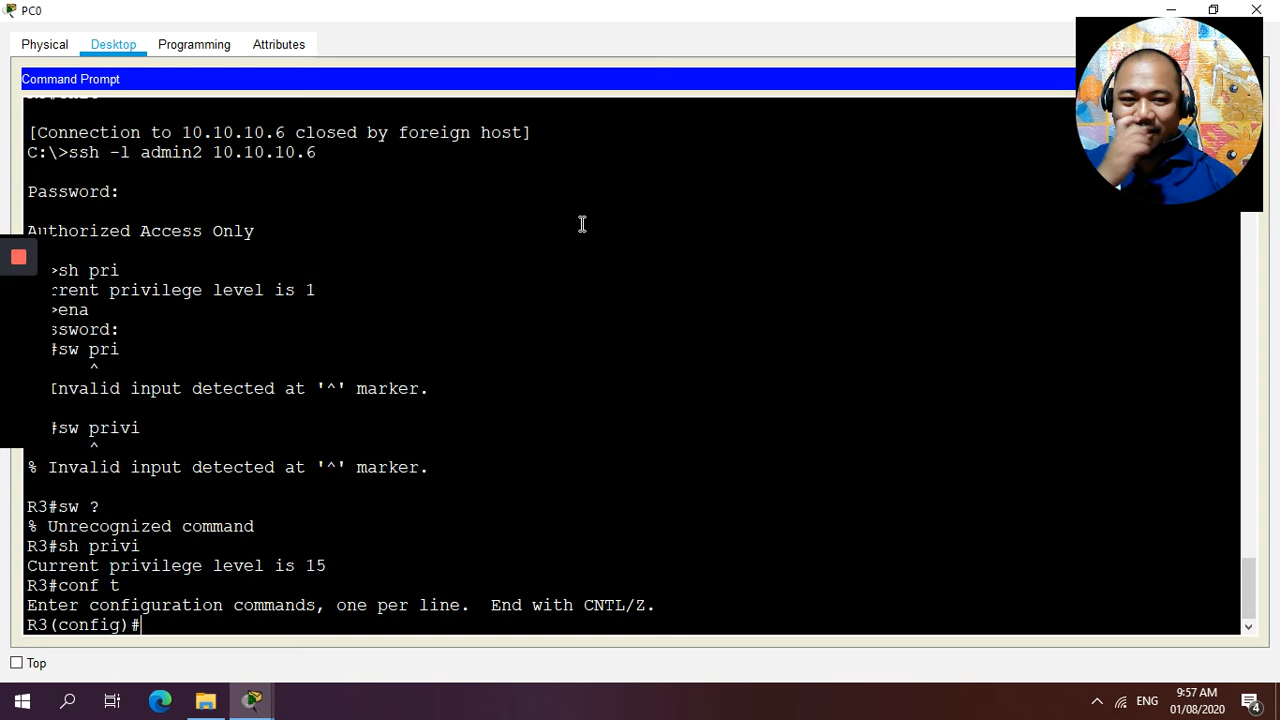 PC0
Physical
Desktop
Programming
Attributes
Command Prompt
[Connection to 10.10.10.6 closed by foreign host]
C:\>ssh -l admin2 10.10.10.6
Password:
Authorized Access Only
>sh pri
rent privilege level is 1
>ena
ssword:
#sw pri
^
Invalid input detected at '^' marker.
#sw privi
^
% Invalid input detected at '^' marker.
R3#sw ?
% Unrecognized command
R3#sh privi
Current privilege level is 15
R3#conf t
Enter configuration commands, one per line. End with CNTL/Z.
R3(config)#
Top
ENG
9:57 AM
01/08/2020
4